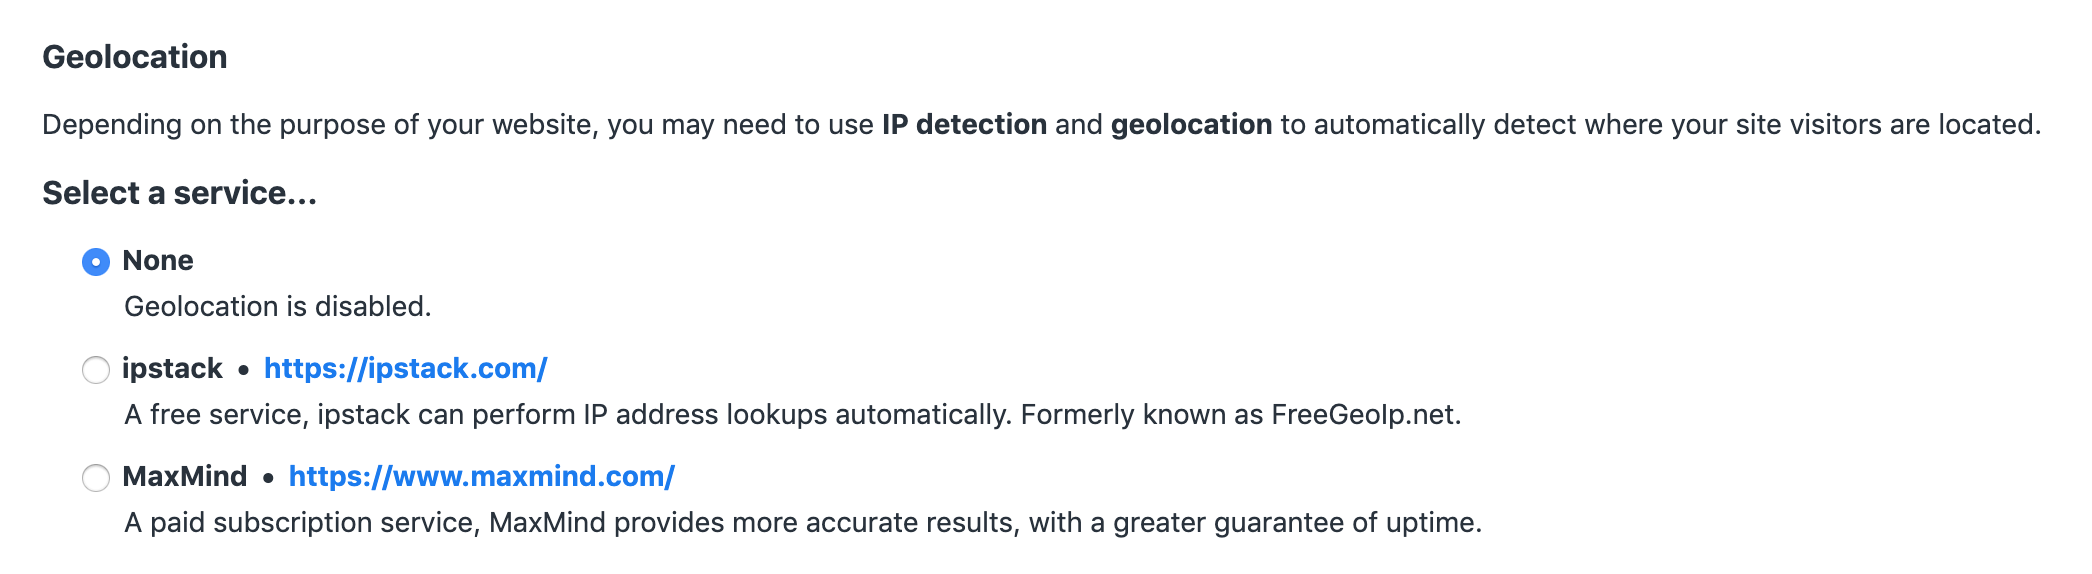 Geolocation
Depending on the purpose of your website, you may need to use IP detection and geolocation to automatically detect where your site visitors are located.
Select a service...
None
Geolocation is disabled.
ipstack • https://ipstack.com/
A free service, ipstack can perform IP address lookups automatically. Formerly known as FreeGeoIp.net.
MaxMind • https://www.maxmind.com/
A paid subscription service, MaxMind provides more accurate results, with a greater guarantee of uptime.